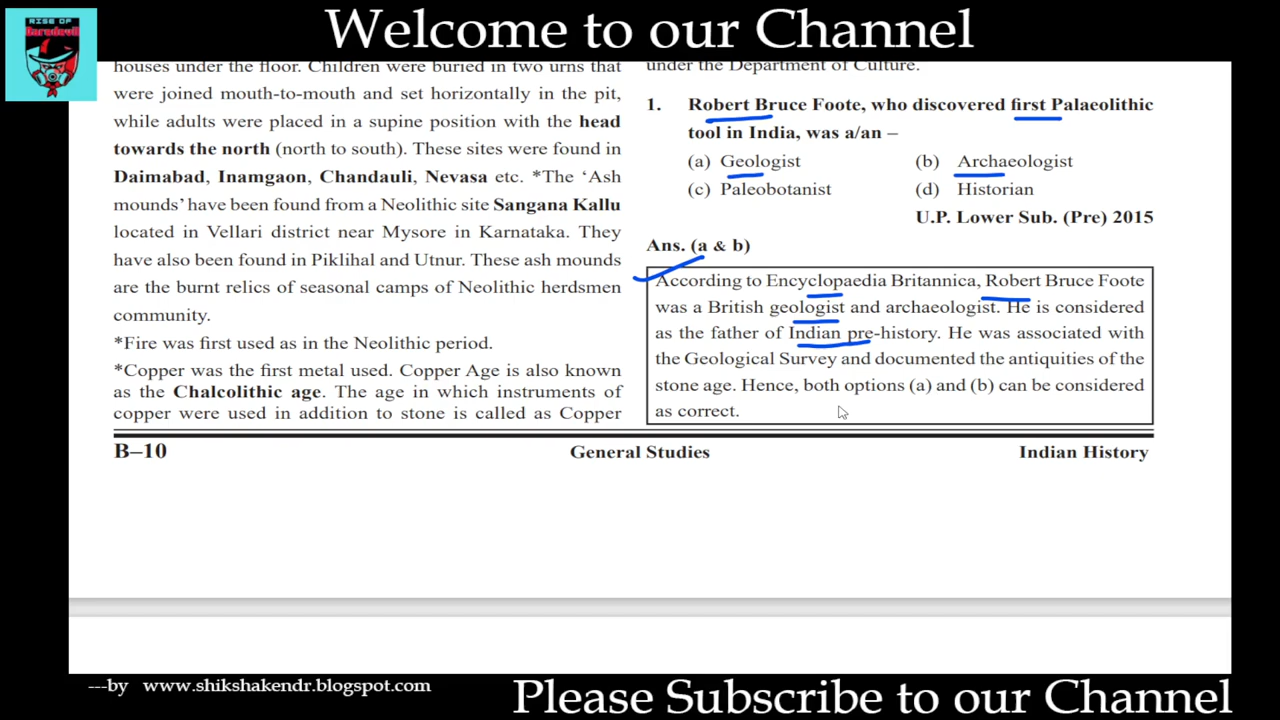 RISE OF
Daredevil
Welcome to our Channel
houses under the floor. Children were buried in two urns that
were joined mouth-to-mouth and set horizontally in the pit,
while adults were placed in a supine position with the head
towards the north (north to south). These sites were found in
Daimabad, Inamgaon, Chandauli, Nevasa etc. *The ‘Ash
mounds’ have been found from a Neolithic site Sangana Kallu
located in Vellari district near Mysore in Karnataka. They
have also been found in Piklihal and Utnur. These ash mounds
are the burnt relics of seasonal camps of Neolithic herdsmen
community.
*Fire was first used as in the Neolithic period.
*Copper was the first metal used. Copper Age is also known
as the Chalcolithic age. The age in which instruments of
copper were used in addition to stone is called as Copper
under the Department of Culture.
1. Robert Bruce Foote, who discovered first Palaeolithic
tool in India, was a/an –
(a) Geologist (b) Archaeologist
(c) Paleobotanist (d) Historian
U.P. Lower Sub. (Pre) 2015
Ans. (a & b)
According to Encyclopaedia Britannica, Robert Bruce Foote
was a British geologist and archaeologist. He is considered
as the father of Indian pre-history. He was associated with
the Geological Survey and documented the antiquities of the
stone age. Hence, both options (a) and (b) can be considered
as correct.
B–10 General Studies Indian History
---by www.shikshakendr.blogspot.com
Please Subscribe to our Channel